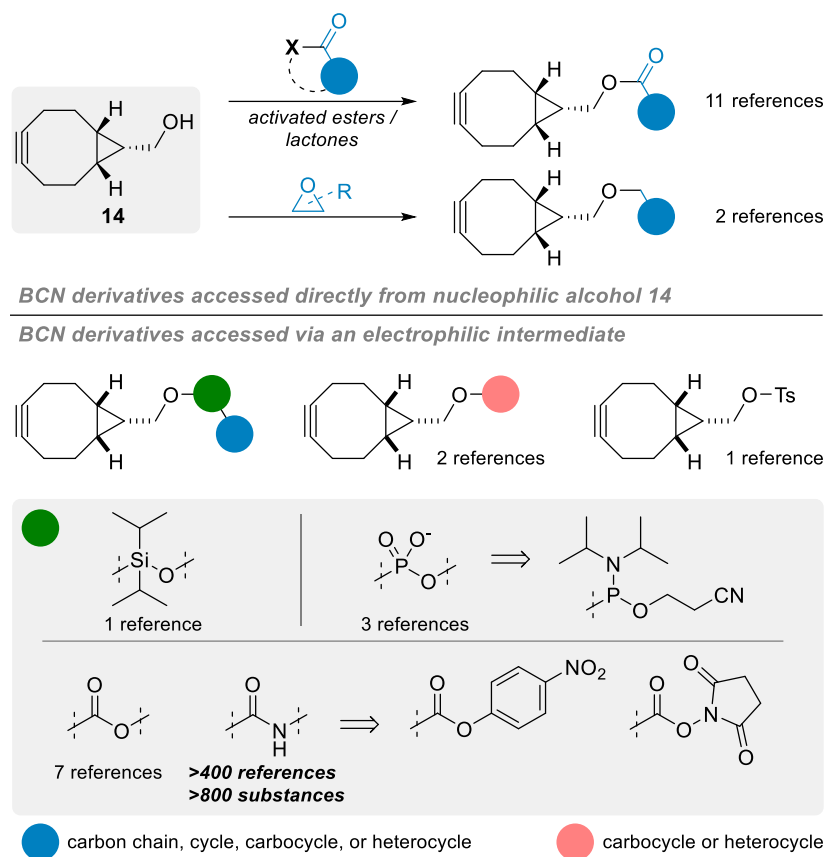 X
O
O
O
H
OH
H
14
activated esters /
lactones
11 references
H
H
O
R
H
O
H
2 references
BCN derivatives accessed directly from nucleophilic alcohol 14
BCN derivatives accessed via an electrophilic intermediate
H
O
H
H
O
H
2 references
H
O
Ts
H
1 reference
Si
O
1 reference
O
O-
P
O
3 references
N
P
O
CN
O
O
7 references
O
N
H
>400 references
>800 substances
O
O
NO2
O
O
O
N
O
carbon chain, cycle, carbocycle, or heterocycle
carbocycle or heterocycle